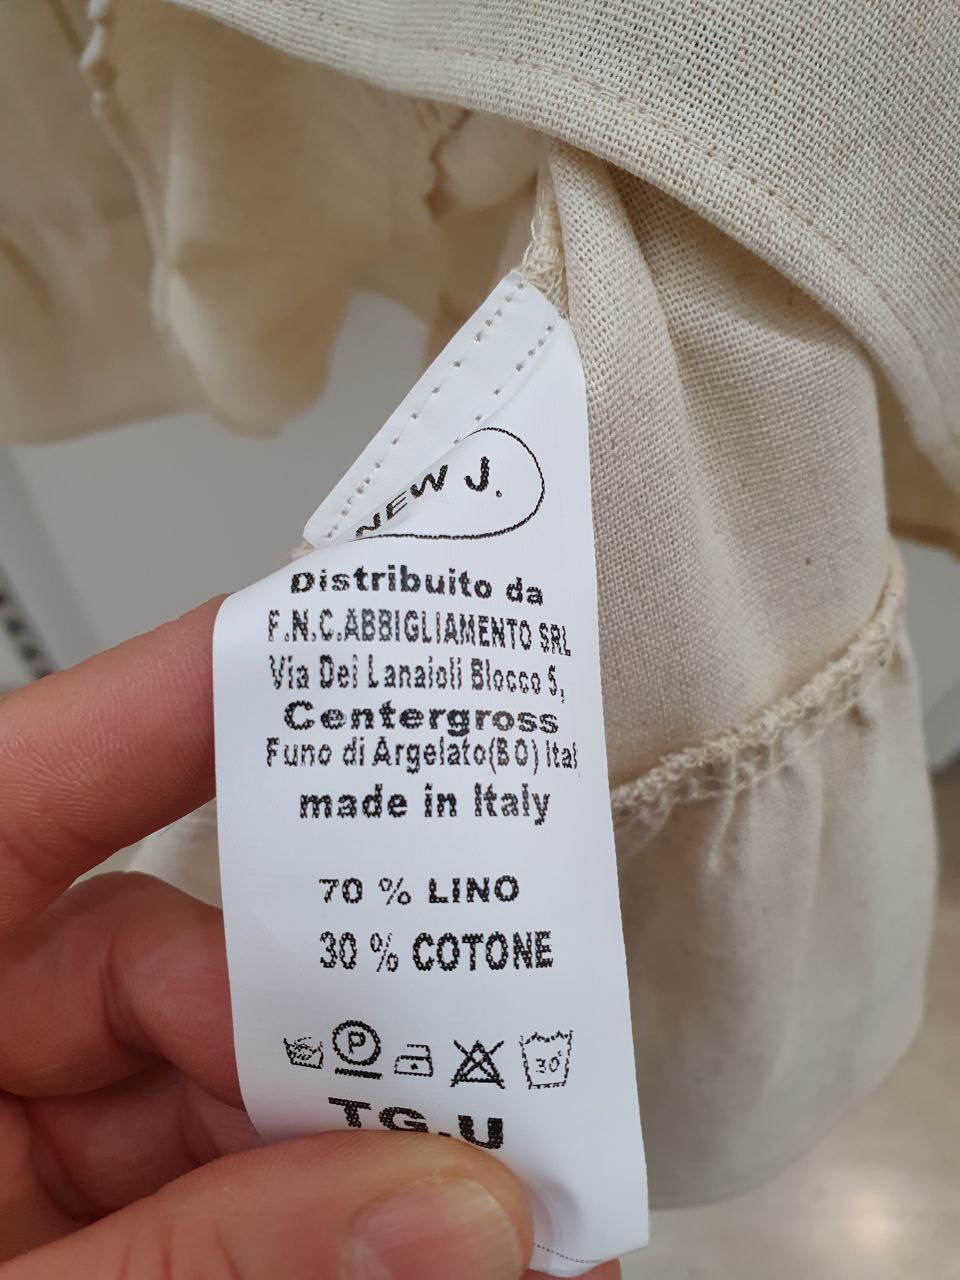 NEW J.
Distribuito da
F.N.C.ABBIGLIAMENTO SRL
Via Dei Lanaioli Blocco 5,
Centergross
Funo di Argelato(BO) Ital
made in Italy
70 % LINO
30 % COTONE
P 30°
TG.U